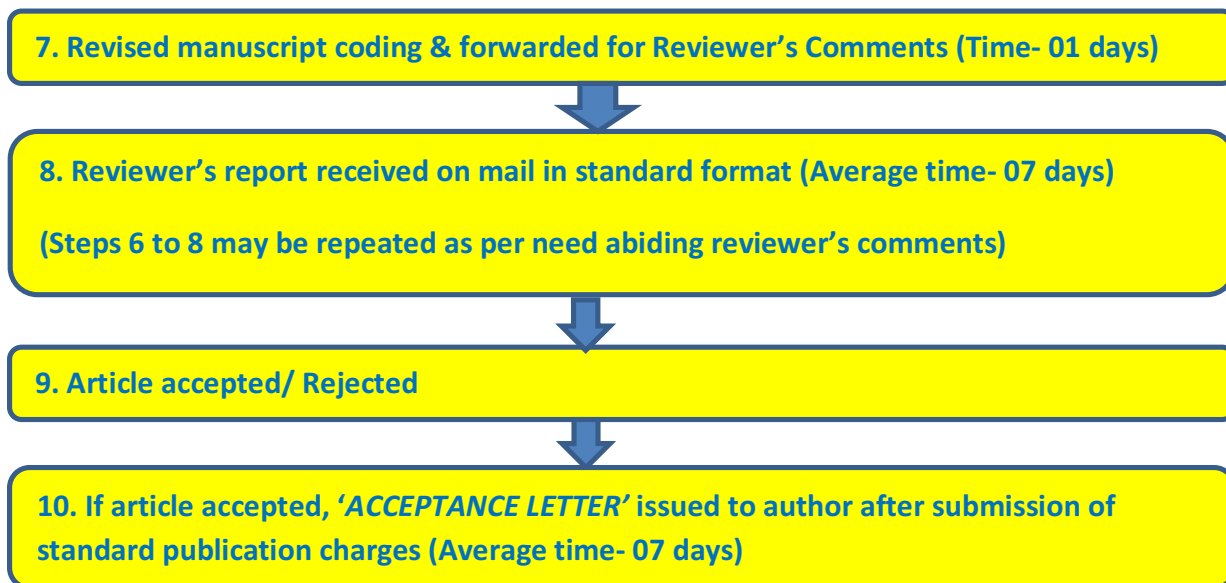 7. Revised manuscript coding & forwarded for Reviewer’s Comments (Time- 01 days)
8. Reviewer’s report received on mail in standard format (Average time- 07 days)
(Steps 6 to 8 may be repeated as per need abiding reviewer’s comments)
9. Article accepted/ Rejected
10. If article accepted, ‘ACCEPTANCE LETTER’ issued to author after submission of
standard publication charges (Average time- 07 days)